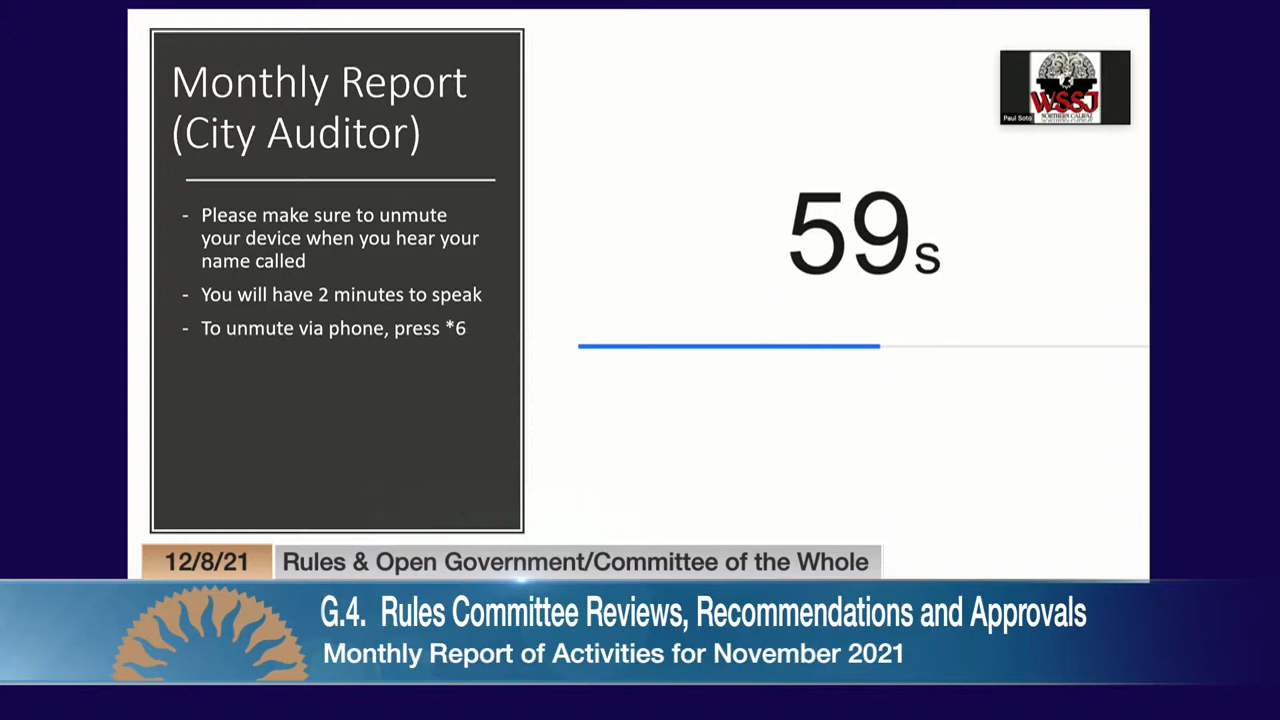 Monthly Report
(City Auditor)
- Please make sure to unmute
your device when you hear your
name called
- You will have 2 minutes to speak
- To unmute via phone, press *6
WSSJ
NORTHERN CALIFAZ
Paul Soto
59s
12/8/21 Rules & Open Government/Committee of the Whole
G.4. Rules Committee Reviews, Recommendations and Approvals
Monthly Report of Activities for November 2021